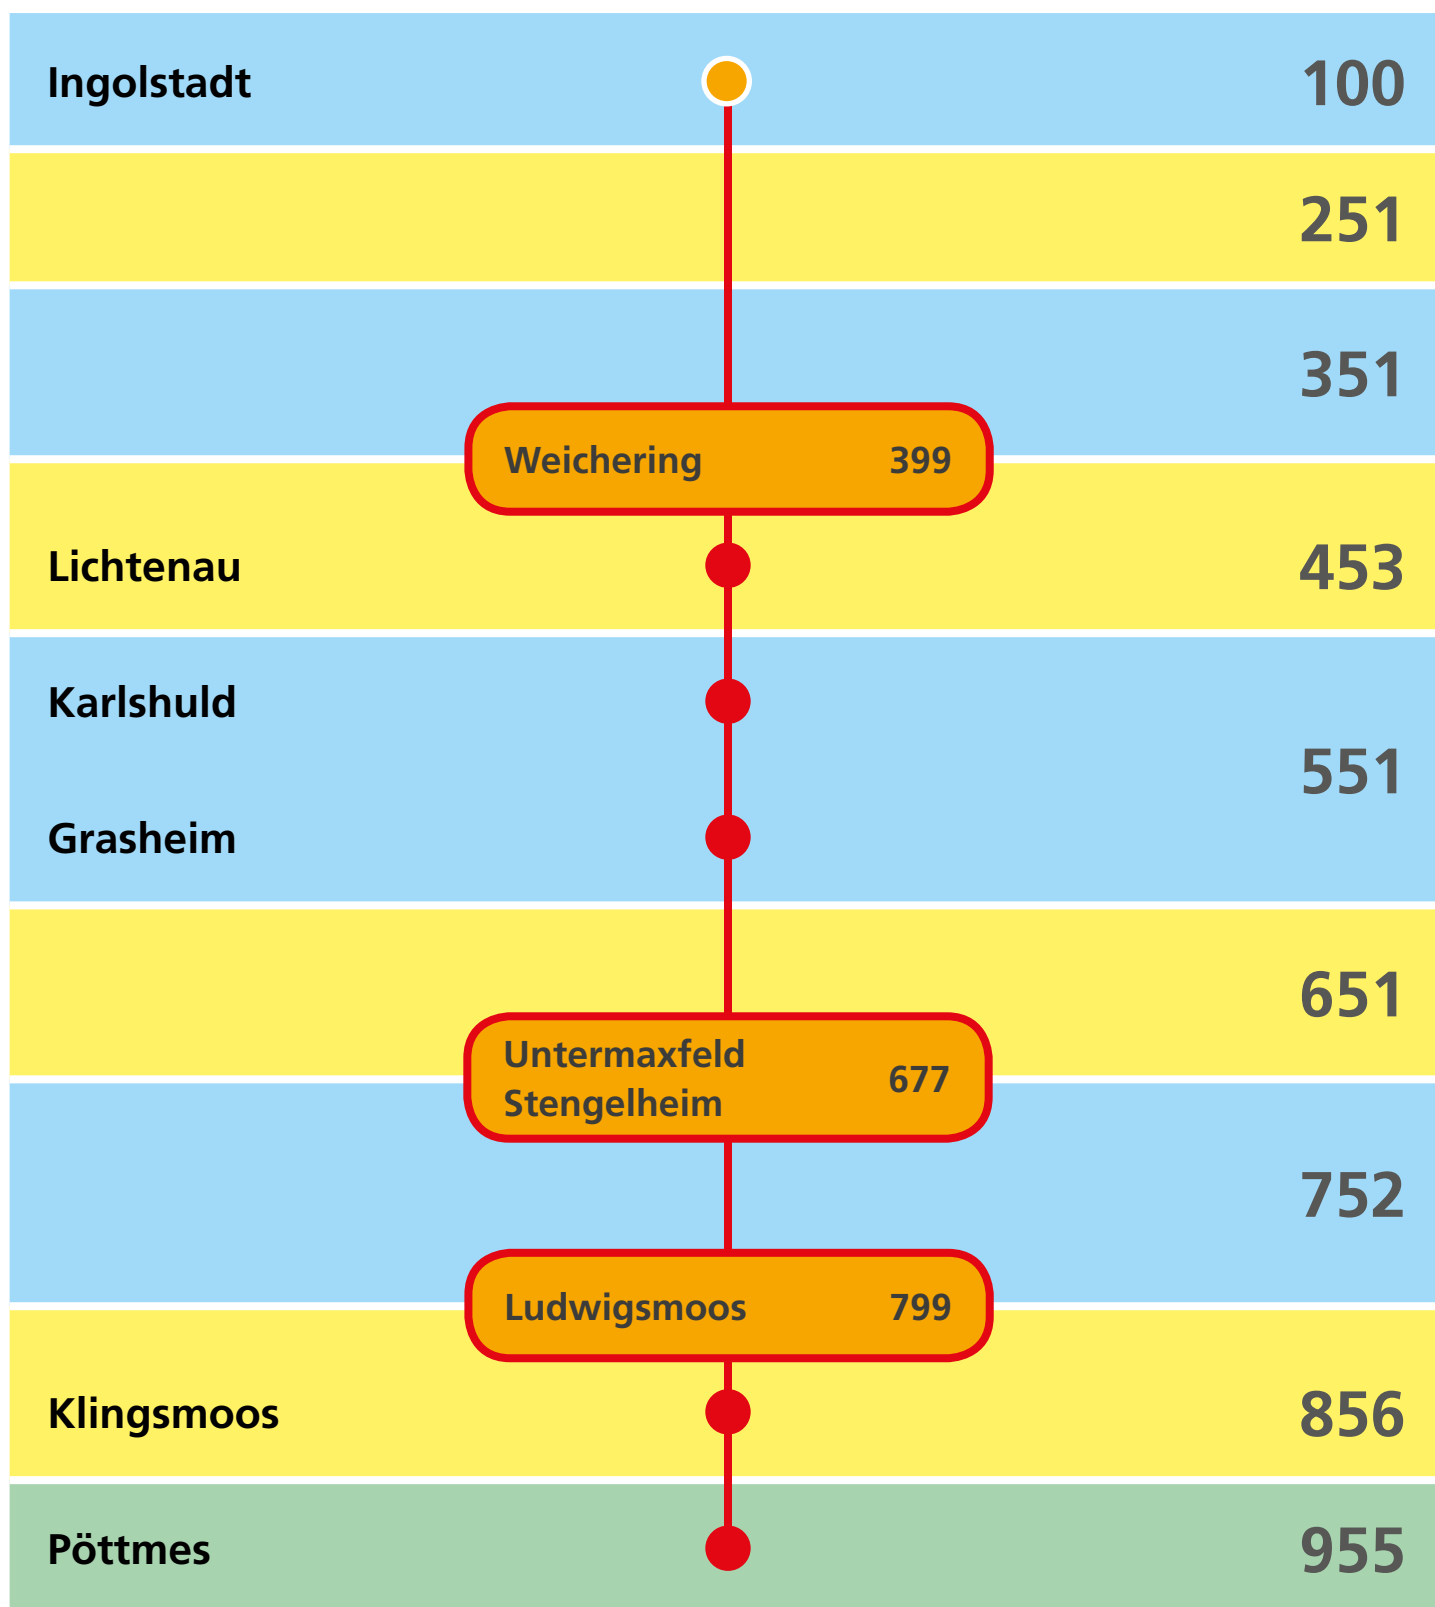 Ingolstadt 100
251
351
Weichering 399
Lichtenau 453
Karlshuld
551
Grasheim
651
Untermaxfeld
677
Stengelheim
752
Ludwigsmoos 799
Klingsmoos 856
Pöttmes 955